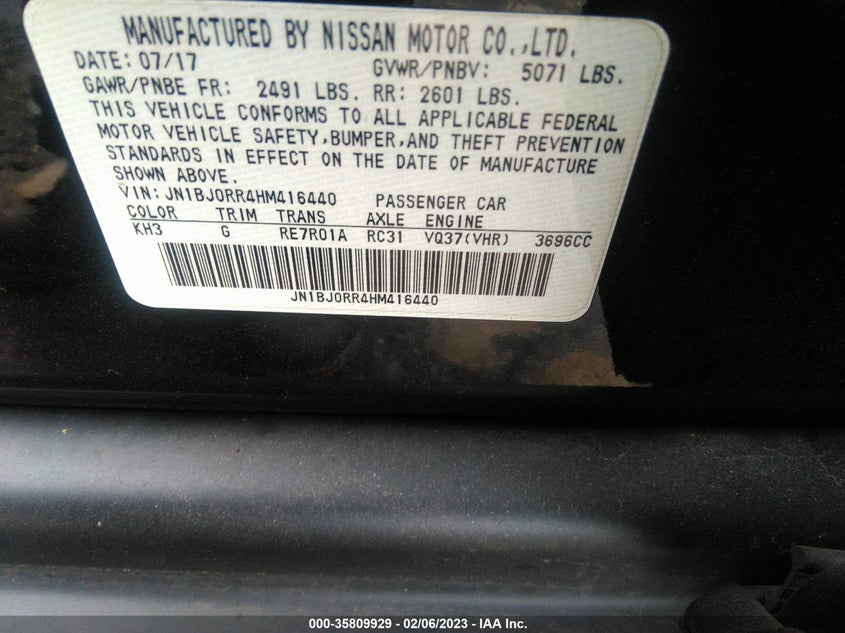 MANUFACTURED BY NISSAN MOTOR CO.,LTD.
DATE: 07/17 GVWR/PNBV: 5071 LBS.
GAWR/PNBE FR: 2491 LBS. RR: 2601 LBS.
THIS VEHICLE CONFORMS TO ALL APPLICABLE FEDERAL
MOTOR VEHICLE SAFETY,BUMPER,AND THEFT PREVENTION
STANDARDS IN EFFECT ON THE DATE OF MANUFACTURE
SHOWN ABOVE.
VIN: JN1BJ0RR4HM416440 PASSENGER CAR
COLOR TRIM TRANS AXLE ENGINE
KH3 G RE7R01A RC31 VQ37(VHR) 3696CC
JN1BJ0RR4HM416440
000-35809929 - 02/06/2023 - IAA Inc.